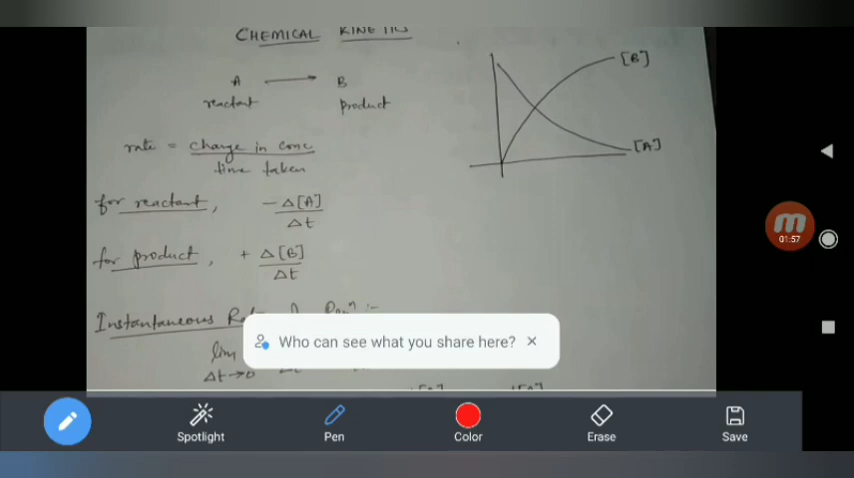 CHEMICAL KINETICS
A → B
reactant product
[B]
[A]
rate = change in conc
time taken
for reactant, - Δ[A]
Δt
for product, + Δ[B]
Δt
Instantaneous
lim
Δt→0
Who can see what you share here?
01:57
Spotlight Pen Color Erase Save